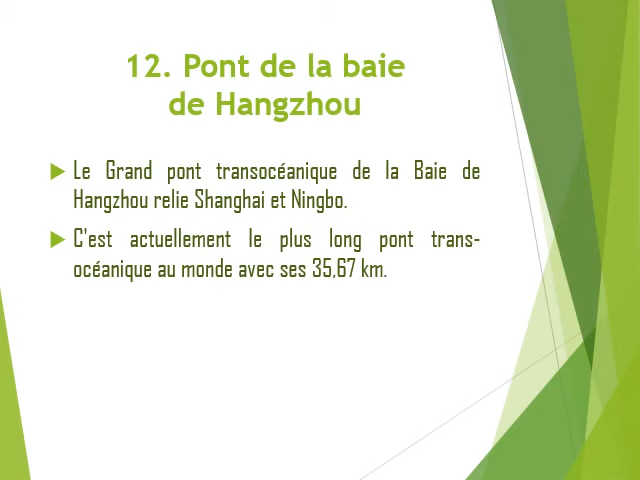 12. Pont de la baie
de Hangzhou
Le Grand pont transocéanique de la Baie de
Hangzhou relie Shanghai et Ningbo.
C'est actuellement le plus long pont trans-
océanique au monde avec ses 35,67 km.